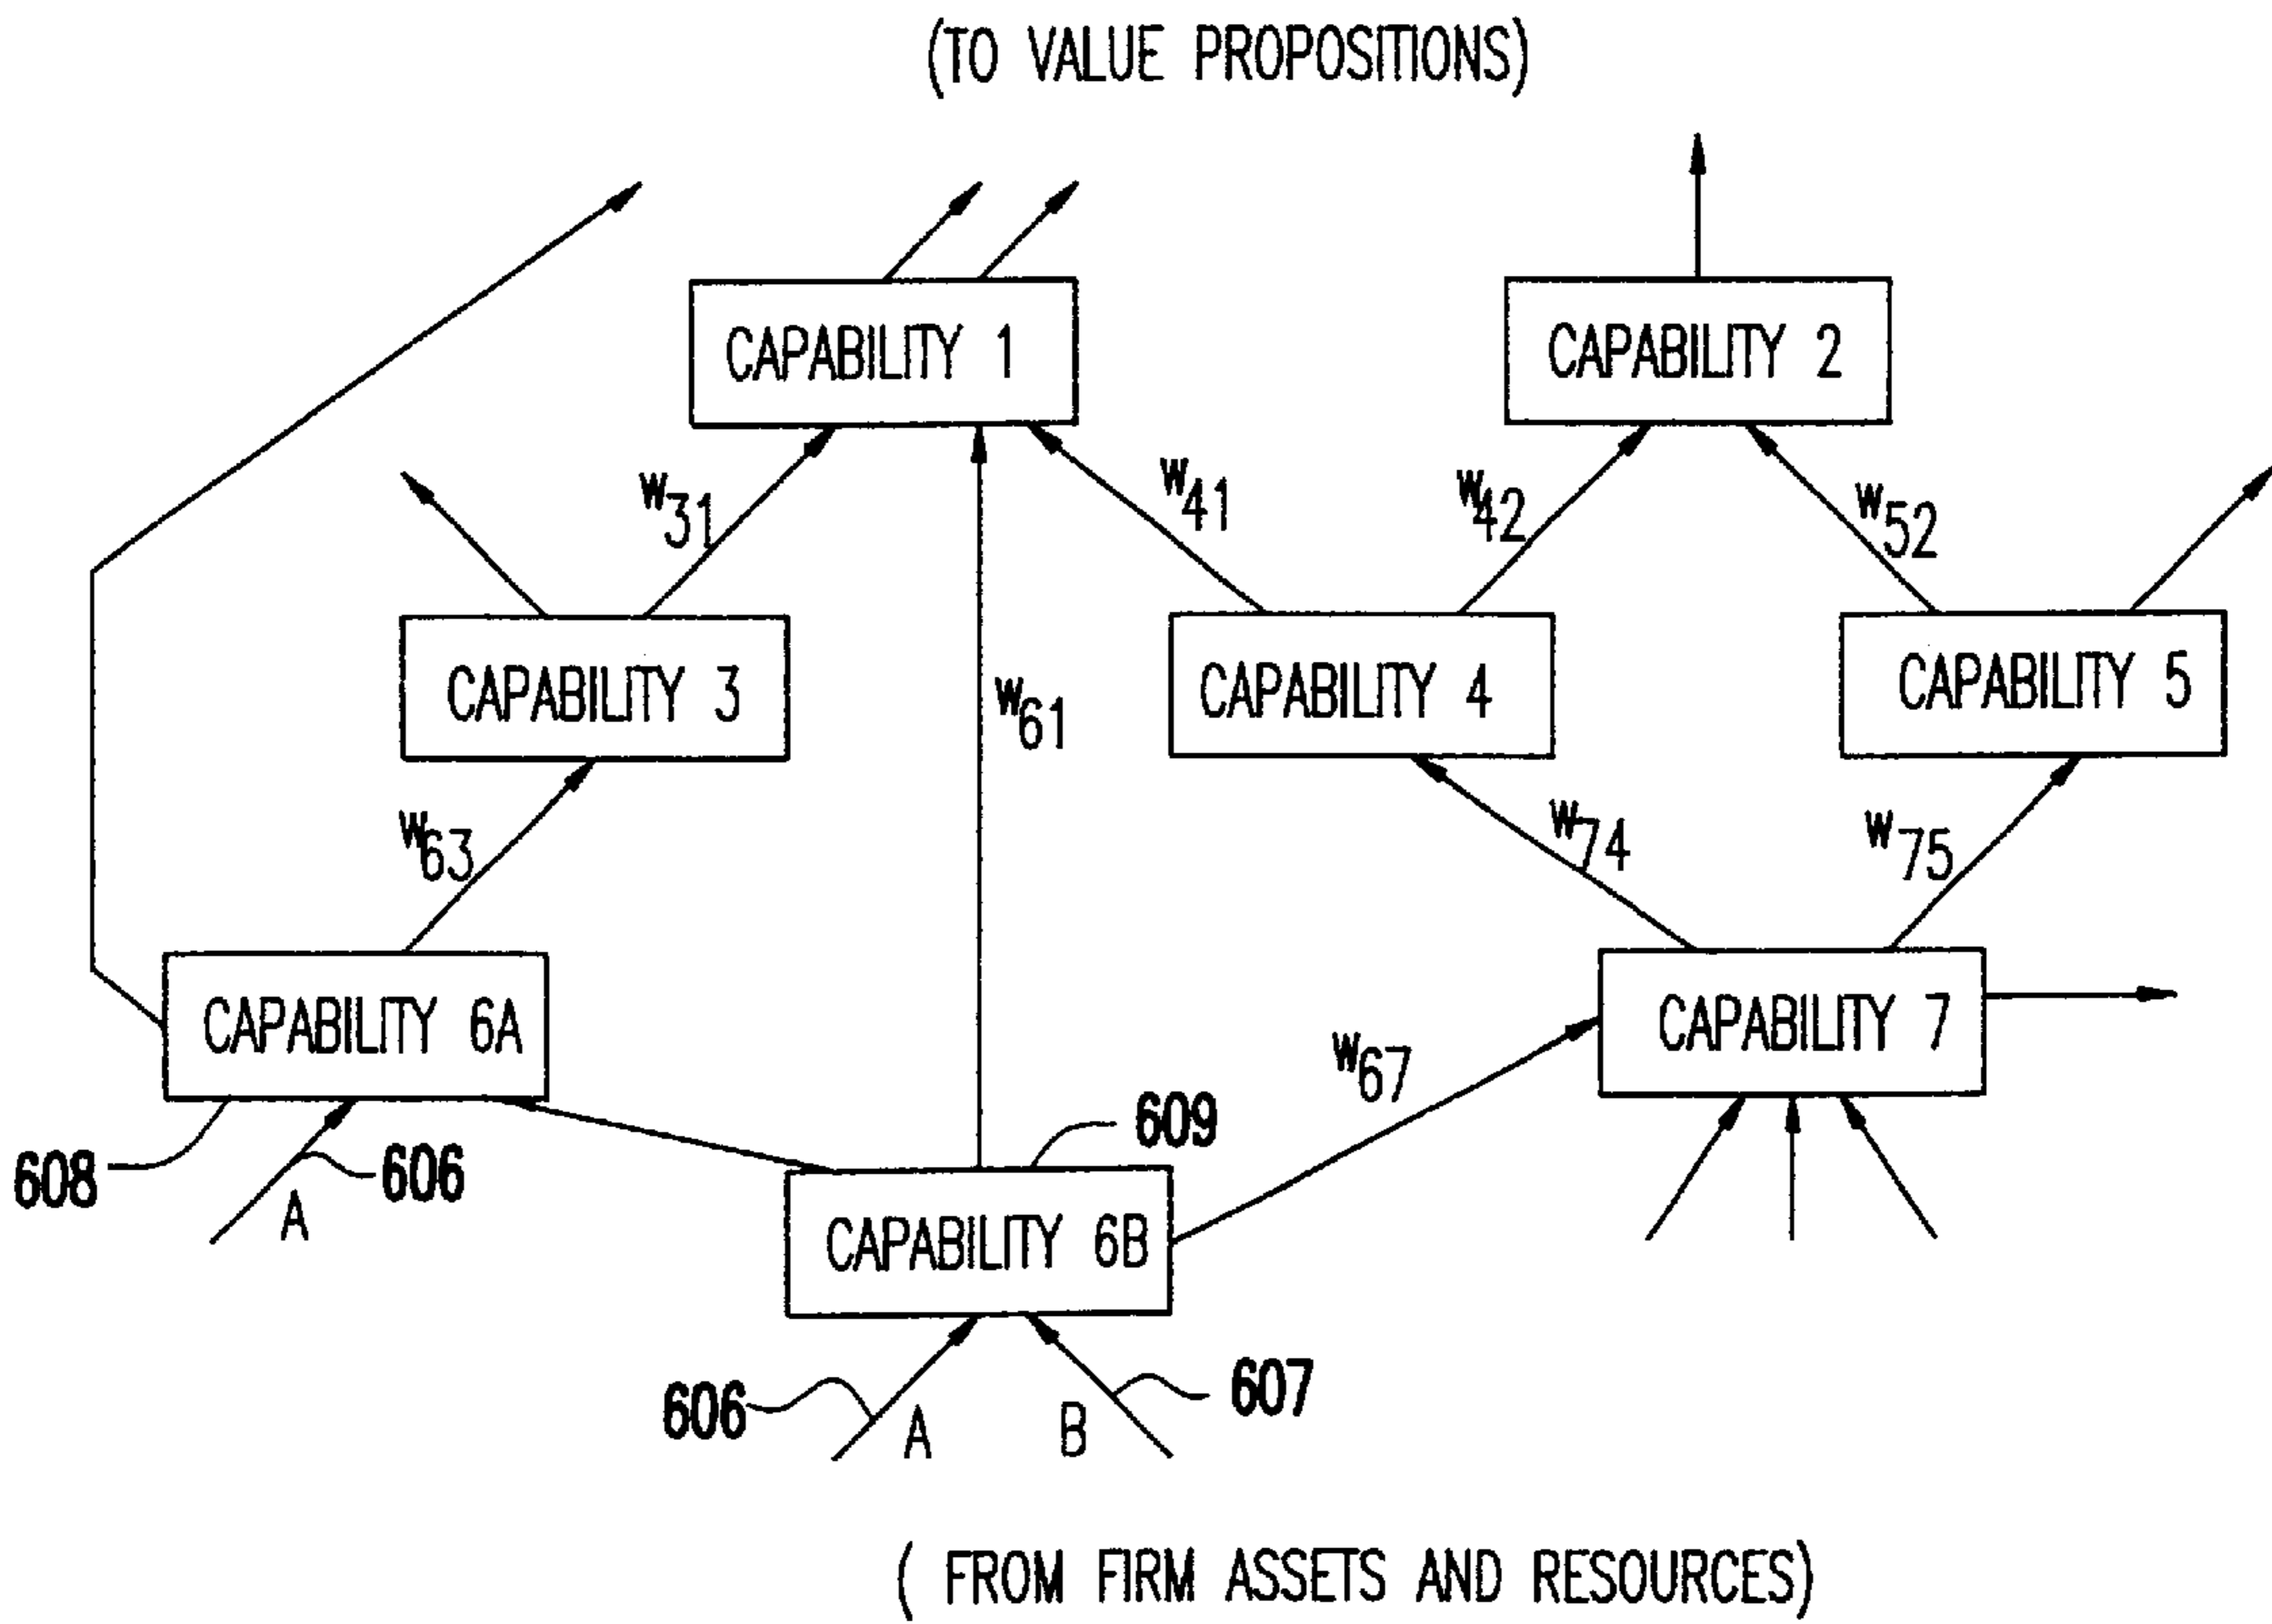 (TO VALUE PROPOSITIONS)
CAPABILITY 1
CAPABILITY 2
W31
W41
W42
W52
CAPABILITY 3
W61
CAPABILITY 4
CAPABILITY 5
W63
W74
W75
CAPABILITY 6A
CAPABILITY 7
W67
608
606
A
609
CAPABILITY 6B
606
A
B
607
( FROM FIRM ASSETS AND RESOURCES)